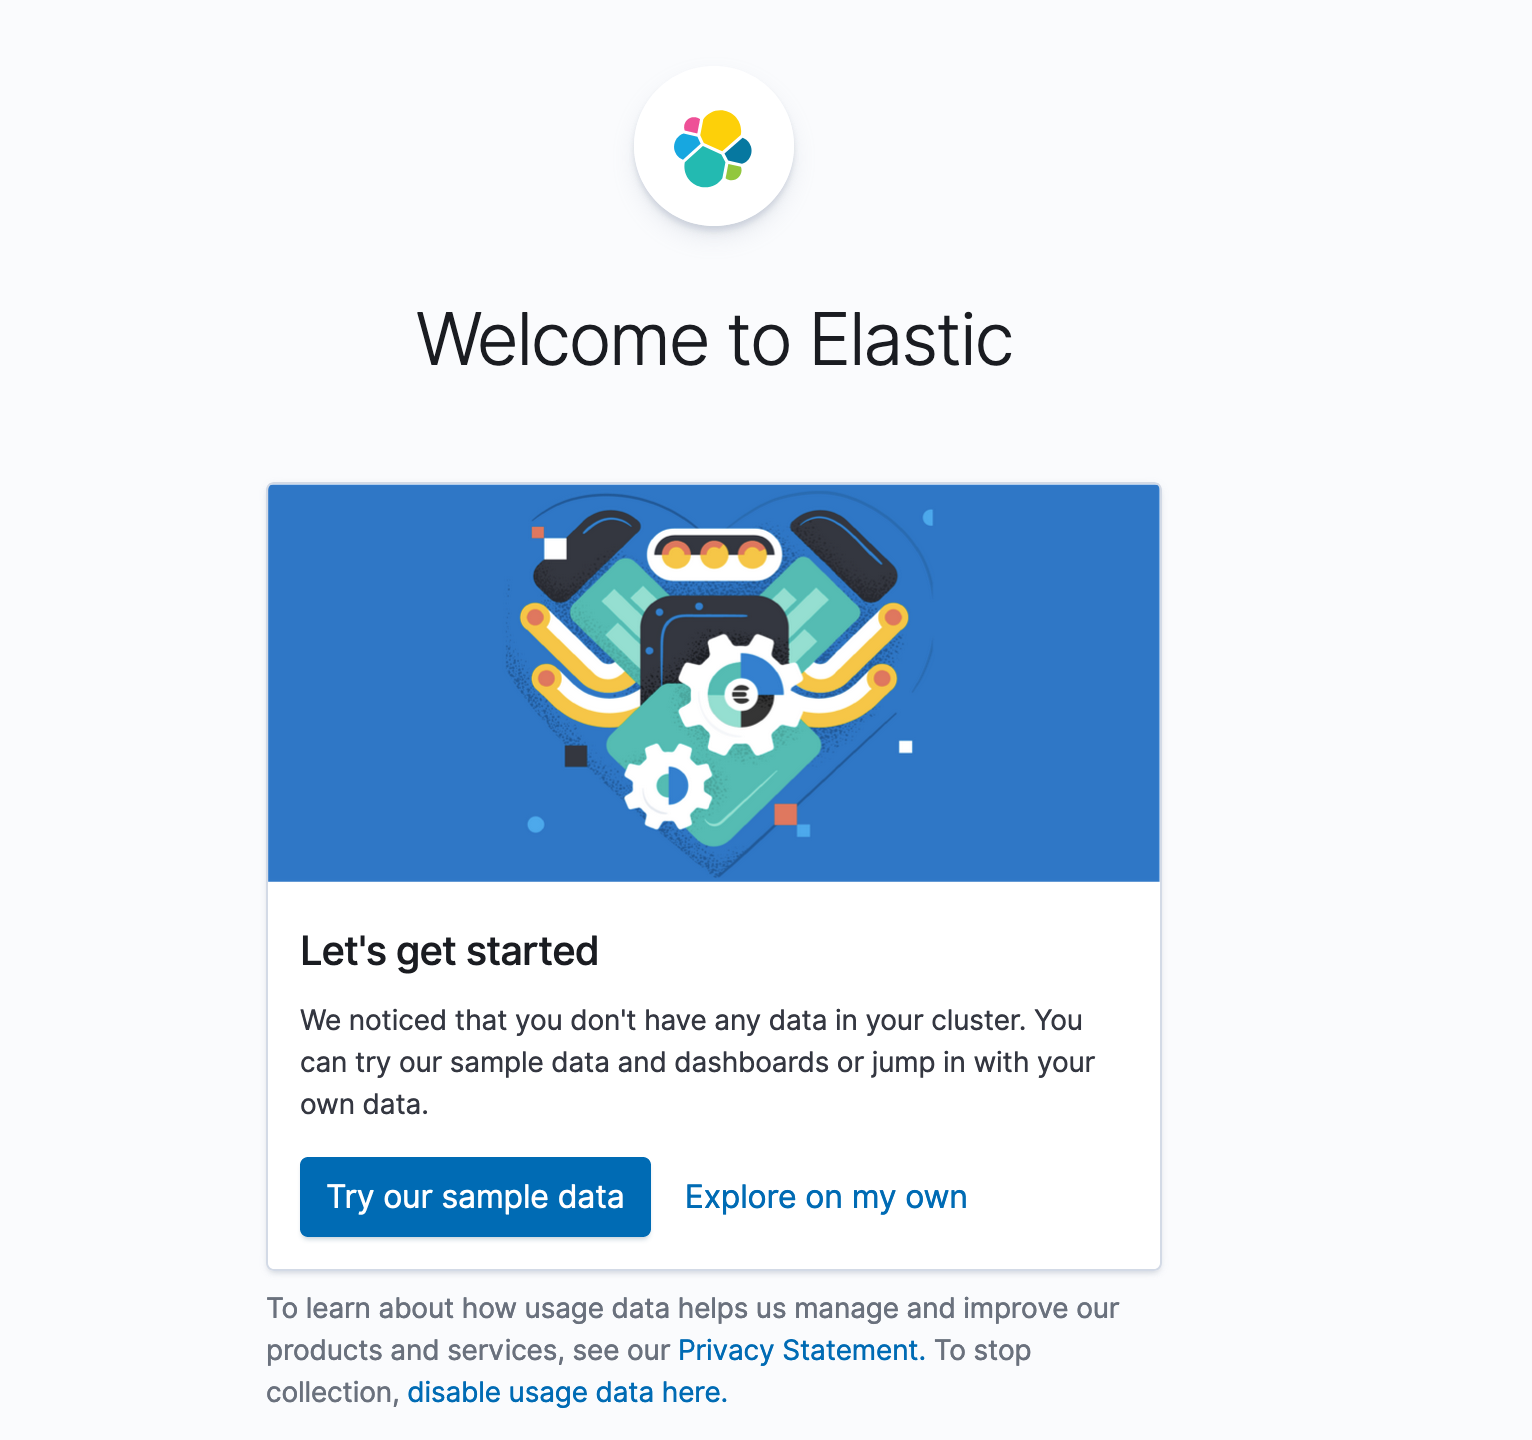 Welcome to Elastic
Let's get started
We noticed that you don't have any data in your cluster. You
can try our sample data and dashboards or jump in with your
own data.
Try our sample data
Explore on my own
To learn about how usage data helps us manage and improve our
products and services, see our Privacy Statement. To stop
collection, disable usage data here.